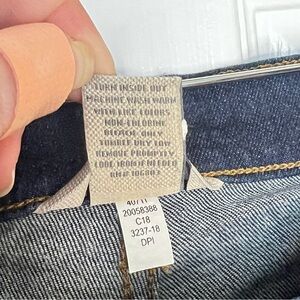 TURN INSIDE OUT
MACHINE WASH WARM
WITH LIKE COLORS
NON-CHLORINE
BLEACH ONLY
TUMBLE DRY LOW
REMOVE PROMPTLY
COOL IRON IF NEEDED
20058388
C18
3237-18
DPI